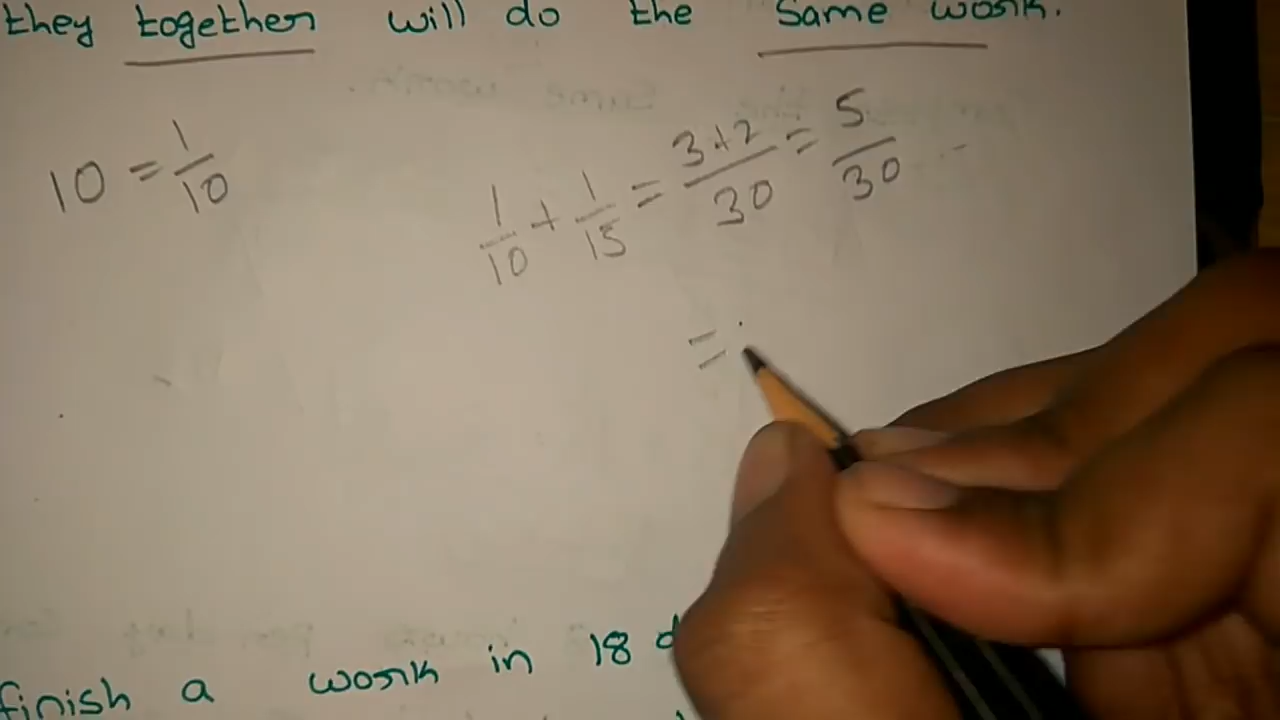 they together will do the same work.
10 = 1/10
1/10 + 1/15 = 3+2/30 = 5/30
=
finish a work in 18